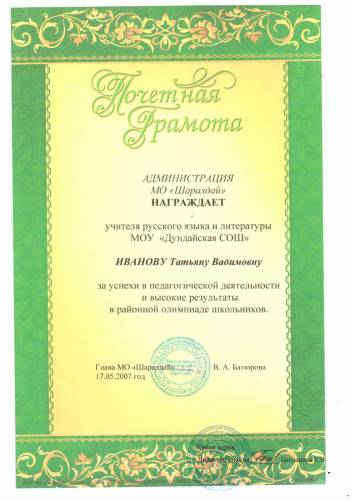 Почетная
Грамота
АДМИНИСТРАЦИЯ
МО «Шаралдай»
НАГРАЖДАЕТ
учителя русского языка и литературы
МОУ «Дундайская СОШ»
ИВАНОВУ Татьяну Вадимовну
за успехи в педагогической деятельности
и высокие результаты
в районной олимпиаде школьников.
Глава МО «Шаралдай» В. А. Батюрова
17.05.2007 год
Копия верна